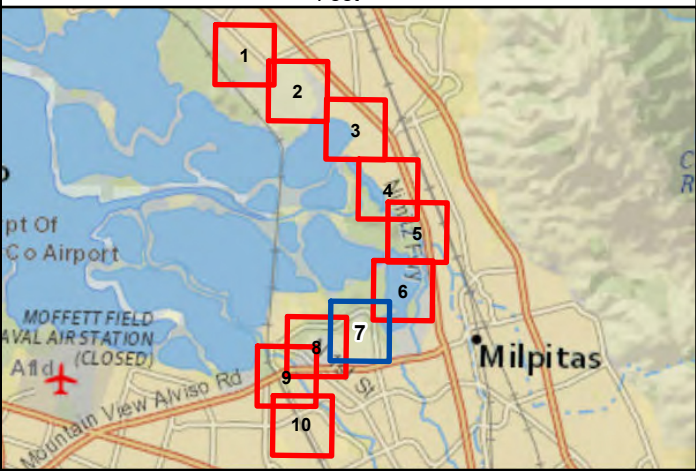 1
2
3
4
5
6
7
8
9
10
pt Of
Co Airport
MOFFETT FIELD
AVAL AIR STATION
(CLOSED)
Afld
Mountain View Alviso Rd
Milpitas
C
R